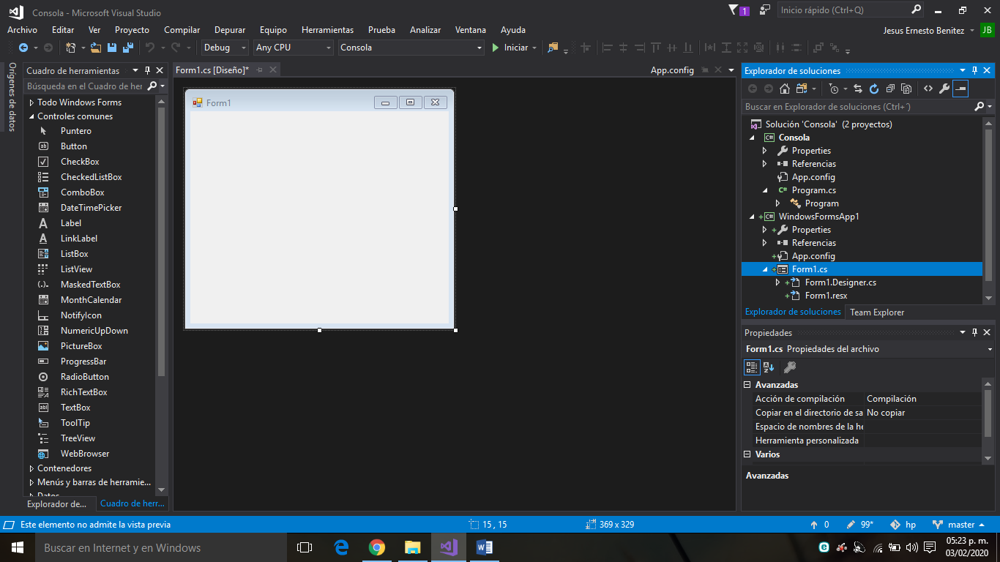 Consola - Microsoft Visual Studio
1
Inicio rápido (Ctrl+Q)
Archivo Editar Ver Proyecto Compilar Depurar Equipo Herramientas Prueba Analizar Ventana Ayuda
Jesus Ernesto Benitez JB
Debug Any CPU Consola Iniciar
Orígenes de datos
Cuadro de herramientas
Búsqueda en el Cuadro de her
Todo Windows Forms
Controles comunes
Puntero
Button
CheckBox
CheckedListBox
ComboBox
DateTimePicker
Label
LinkLabel
ListBox
ListView
MaskedTextBox
MonthCalendar
NotifyIcon
NumericUpDown
PictureBox
ProgressBar
RadioButton
RichTextBox
TextBox
ToolTip
TreeView
WebBrowser
Contenedores
Menús y barras de herramie...
Datos
Explorador de... Cuadro de herr...
Form1.cs [Diseño]*
App.config
Form1
Explorador de soluciones
Buscar en Explorador de soluciones (Ctrl+´)
Solución 'Consola' (2 proyectos)
C# Consola
Properties
Referencias
App.config
C# Program.cs
Program
C# WindowsFormsApp1
Properties
Referencias
App.config
Form1.cs
Form1.Designer.cs
Form1.resx
Explorador de soluciones Team Explorer
Propiedades
Form1.cs Propiedades del archivo
Avanzadas
Acción de compilación Compilación
Copiar en el directorio de sa No copiar
Espacio de nombres de la he
Herramienta personalizada
Varios
Avanzadas
Este elemento no admite la vista previa
15 , 15
369 x 329
0
99*
hp
master
Buscar en Internet y en Windows
05:23 p. m.
03/02/2020